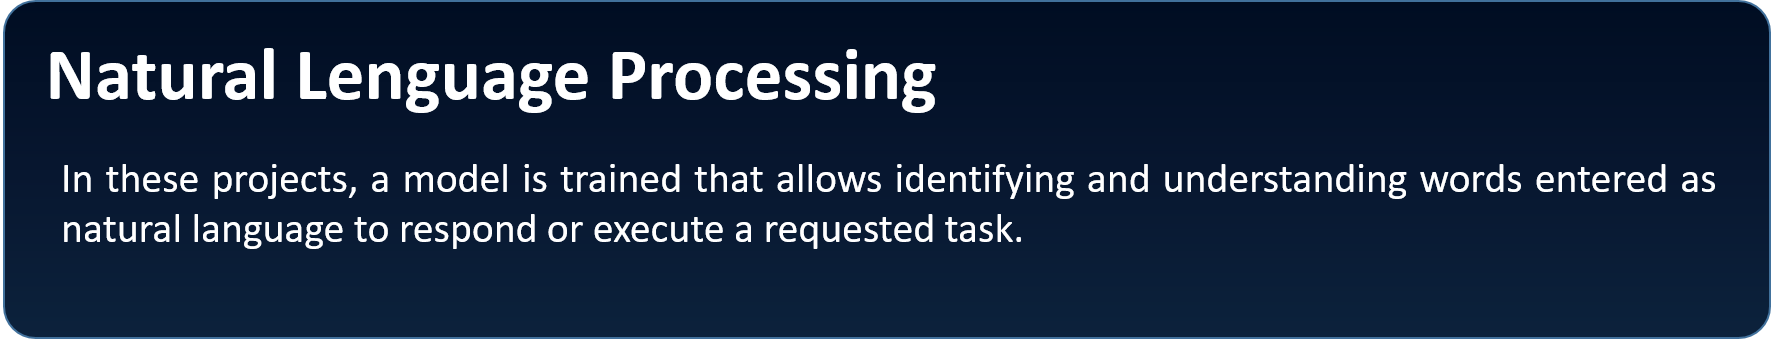 Natural Lenguage Processing
In these projects, a model is trained that allows identifying and understanding words entered as
natural language to respond or execute a requested task.